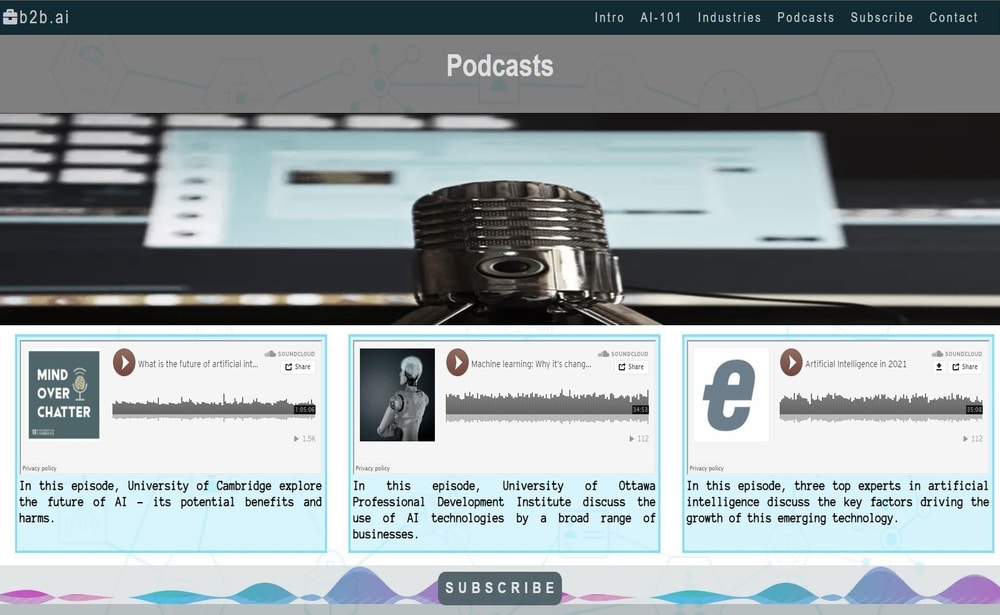 b2b.ai
Intro AI-101 Industries Podcasts Subscribe Contact
Podcasts
MIND
OVER
CHATTER
What is the future of artificial int...
SOUNDCLOUD
Share
1:05:06
1.5K
Privacy policy
In this episode, University of Cambridge explore
the future of AI – its potential benefits and
harms.
Machine learning: Why it's chang...
SOUNDCLOUD
Share
34:53
112
Privacy policy
In this episode, University of Ottawa
Professional Development Institute discuss the
use of AI technologies by a broad range of
businesses.
e
Artificial Intelligence in 2021
SOUNDCLOUD
Share
35:08
112
Privacy policy
In this episode, three top experts in artificial
intelligence discuss the key factors driving the
growth of this emerging technology.
SUBSCRIBE